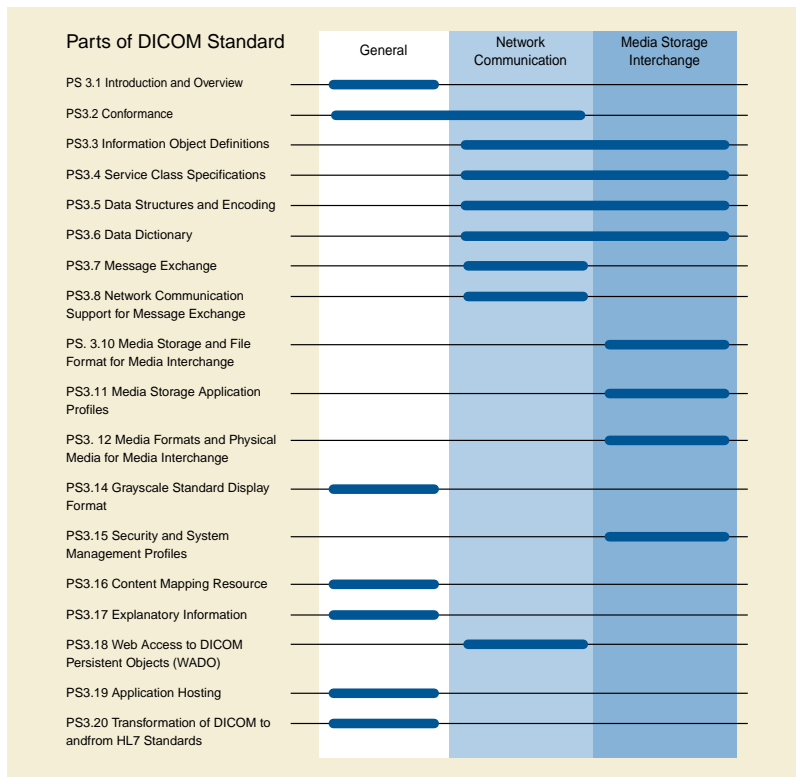 Parts of DICOM Standard
General
Network
Communication
Media Storage
Interchange
PS 3.1 Introduction and Overview
PS3.2 Conformance
PS3.3 Information Object Definitions
PS3.4 Service Class Specifications
PS3.5 Data Structures and Encoding
PS3.6 Data Dictionary
PS3.7 Message Exchange
PS3.8 Network Communication
Support for Message Exchange
PS. 3.10 Media Storage and File
Format for Media Interchange
PS3.11 Media Storage Application
Profiles
PS3. 12 Media Formats and Physical
Media for Media Interchange
PS3.14 Grayscale Standard Display
Format
PS3.15 Security and System
Management Profiles
PS3.16 Content Mapping Resource
PS3.17 Explanatory Information
PS3.18 Web Access to DICOM
Persistent Objects (WADO)
PS3.19 Application Hosting
PS3.20 Transformation of DICOM to
andfrom HL7 Standards